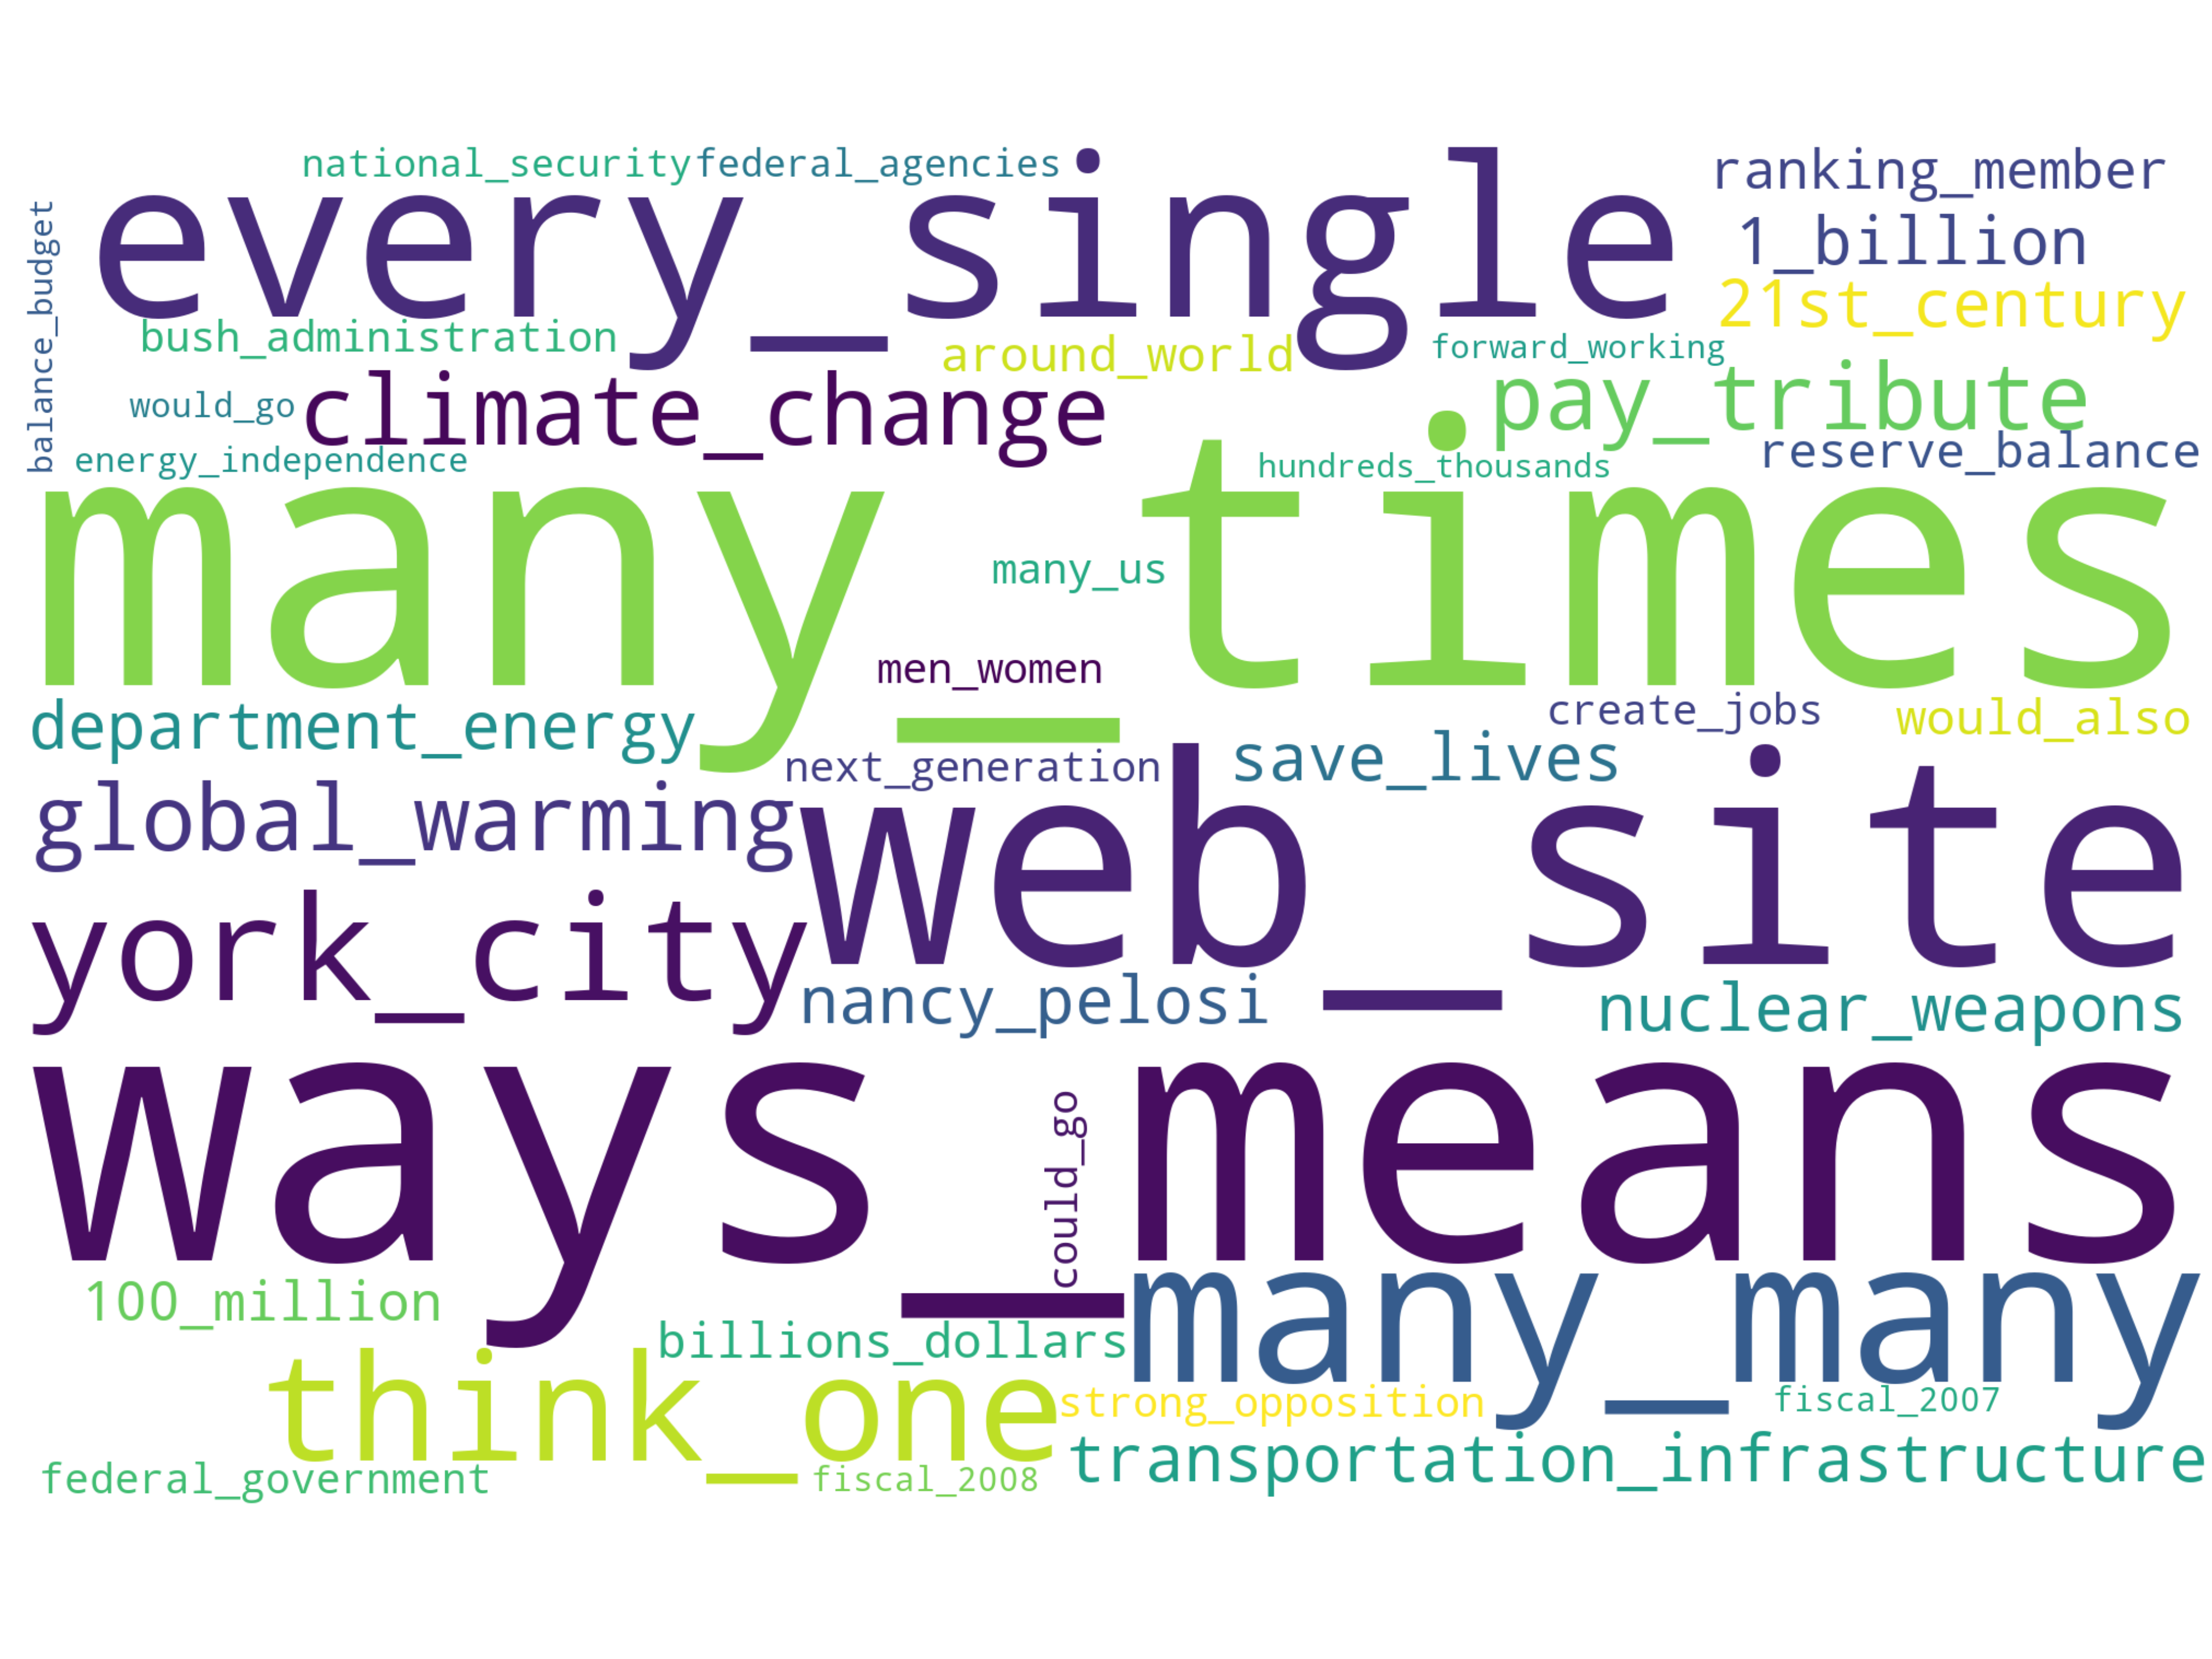 national_security
federal_agencies
ranking_member
every_single
1_billion
balance_budget
21st_century
bush_administration
around_world
forward_working
climate_change
pay_tribute
would_go
energy_independence
hundreds_thousands
reserve_balance
many_times
many_us
men_women
department_energy
create_jobs
would_also
next_generation
save_lives
global_warming
web_site
york_city
nancy_pelosi
nuclear_weapons
ways_means
could_go
100_million
billions_dollars
many_many
think_one
strong_opposition
fiscal_2007
federal_government
fiscal_2008
transportation_infrastructure